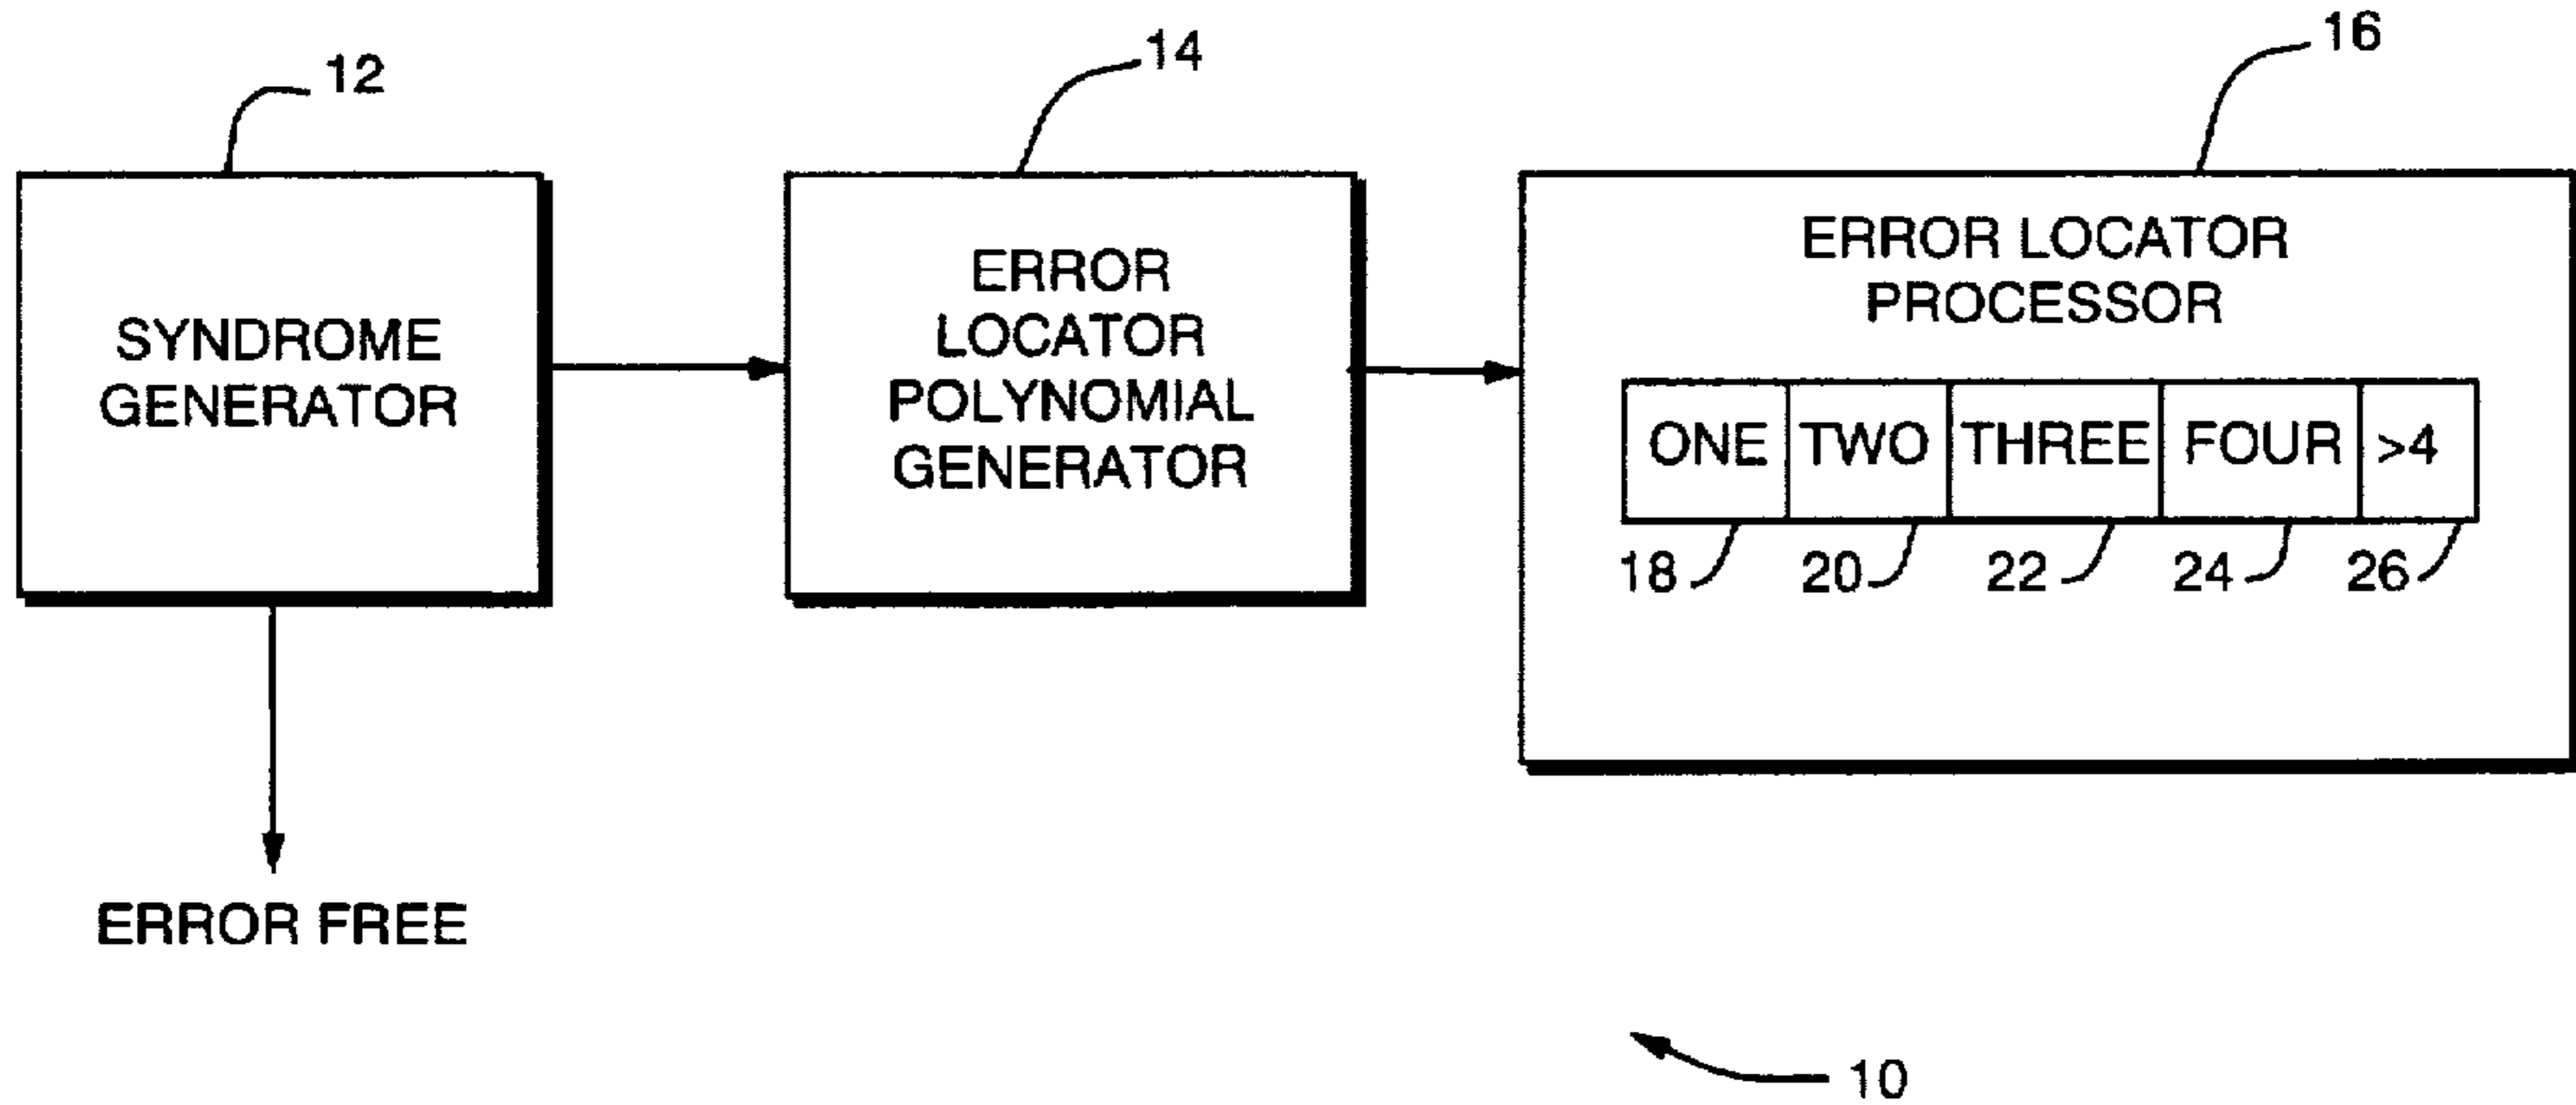 12
14
16
SYNDROME
GENERATOR
ERROR
LOCATOR
POLYNOMIAL
GENERATOR
ERROR LOCATOR
PROCESSOR
ONE TWO THREE FOUR >4
18 20 22 24 26
ERROR FREE
10